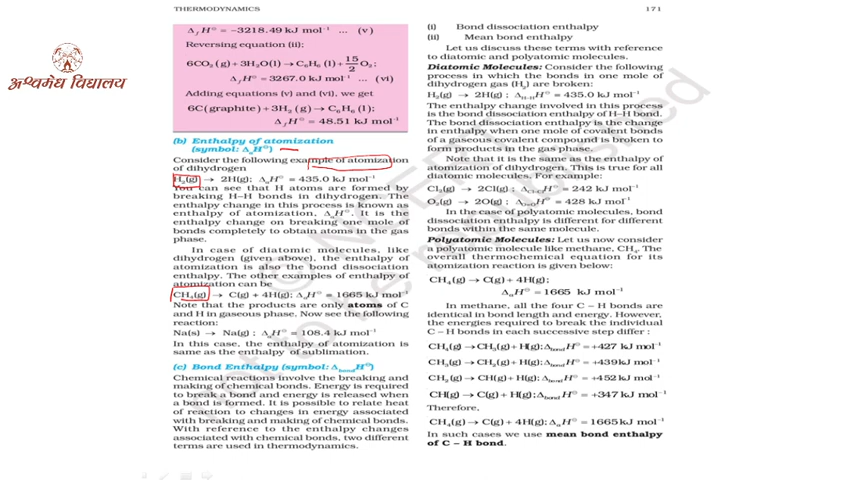 THERMODYNAMICS
171
अश्वमेध विद्यालय
Δf H⊖ = −3218.49 kJ mol−1 ... (v)
Reversing equation (ii);
6CO2(g) + 3H2O(l) → C6H6(l) + 15/2 O2;
Δf H⊖ = 3267.0 kJ mol−1 ... (vi)
Adding equations (v) and (vi), we get
6C(graphite) + 3H2(g) → C6H6(l);
Δf H⊖ = 48.51 kJ mol−1
(b) Enthalpy of atomization
(symbol: ΔaH⊖)
Consider the following example of atomization
of dihydrogen
H2(g) → 2H(g); ΔaH⊖ = 435.0 kJ mol−1
You can see that H atoms are formed by
breaking H–H bonds in dihydrogen. The
enthalpy change in this process is known as
enthalpy of atomization, ΔaH⊖. It is the
enthalpy change on breaking one mole of
bonds completely to obtain atoms in the gas
phase.
In case of diatomic molecules, like
dihydrogen (given above), the enthalpy of
atomization is also the bond dissociation
enthalpy. The other examples of enthalpy of
atomization can be
CH4(g) → C(g) + 4H(g); ΔaH⊖ = 1665 kJ mol−1
Note that the products are only atoms of C
and H in gaseous phase. Now see the following
reaction:
Na(s) → Na(g) ; ΔaH⊖ = 108.4 kJ mol−1
In this case, the enthalpy of atomization is
same as the enthalpy of sublimation.
(c) Bond Enthalpy (symbol: ΔbondH⊖)
Chemical reactions involve the breaking and
making of chemical bonds. Energy is required
to break a bond and energy is released when
a bond is formed. It is possible to relate heat
of reaction to changes in energy associated
with breaking and making of chemical bonds.
With reference to the enthalpy changes
associated with chemical bonds, two different
terms are used in thermodynamics.
(i) Bond dissociation enthalpy
(ii) Mean bond enthalpy
Let us discuss these terms with reference
to diatomic and polyatomic molecules.
Diatomic Molecules: Consider the following
process in which the bonds in one mole of
dihydrogen gas (H2) are broken:
H2(g) → 2H(g) ; ΔH–HH⊖ = 435.0 kJ mol−1
The enthalpy change involved in this process
is the bond dissociation enthalpy of H–H bond.
The bond dissociation enthalpy is the change
in enthalpy when one mole of covalent bonds
of a gaseous covalent compound is broken to
form products in the gas phase.
Note that it is the same as the enthalpy of
atomization of dihydrogen. This is true for
all diatomic molecules. For example:
Cl2(g) → 2Cl(g) ; ΔCl–ClH⊖ = 242 kJ mol−1
O2(g) → 2O(g) ; ΔO=OH⊖ = 428 kJ mol−1
In the case of polyatomic molecules, bond
dissociation enthalpy is different for different
bonds within the same molecule.
Polyatomic Molecules: Let us now consider
a polyatomic molecule like methane, CH4. The
overall thermochemical equation for its
atomization reaction is given below:
CH4(g) → C(g) + 4H(g);
ΔaH⊖ = 1665 kJ mol−1
In methane, all the four C – H bonds are
identical in bond length and energy. However,
the energies required to break the individual
C – H bonds in each successive step differ :
CH4(g) → CH3(g) + H(g); Δbond H⊖ = +427 kJ mol−1
CH3(g) → CH2(g) + H(g); Δbond H⊖ = +439 kJ mol−1
CH2(g) → CH(g) + H(g); Δbond H⊖ = +452 kJ mol−1
CH(g) → C(g) + H(g); Δbond H⊖ = +347 kJ mol−1
Therefore,
CH4(g) → C(g) + 4H(g); ΔaH⊖ = 1665 kJ mol−1
In such cases we use mean bond enthalpy
of C – H bond.